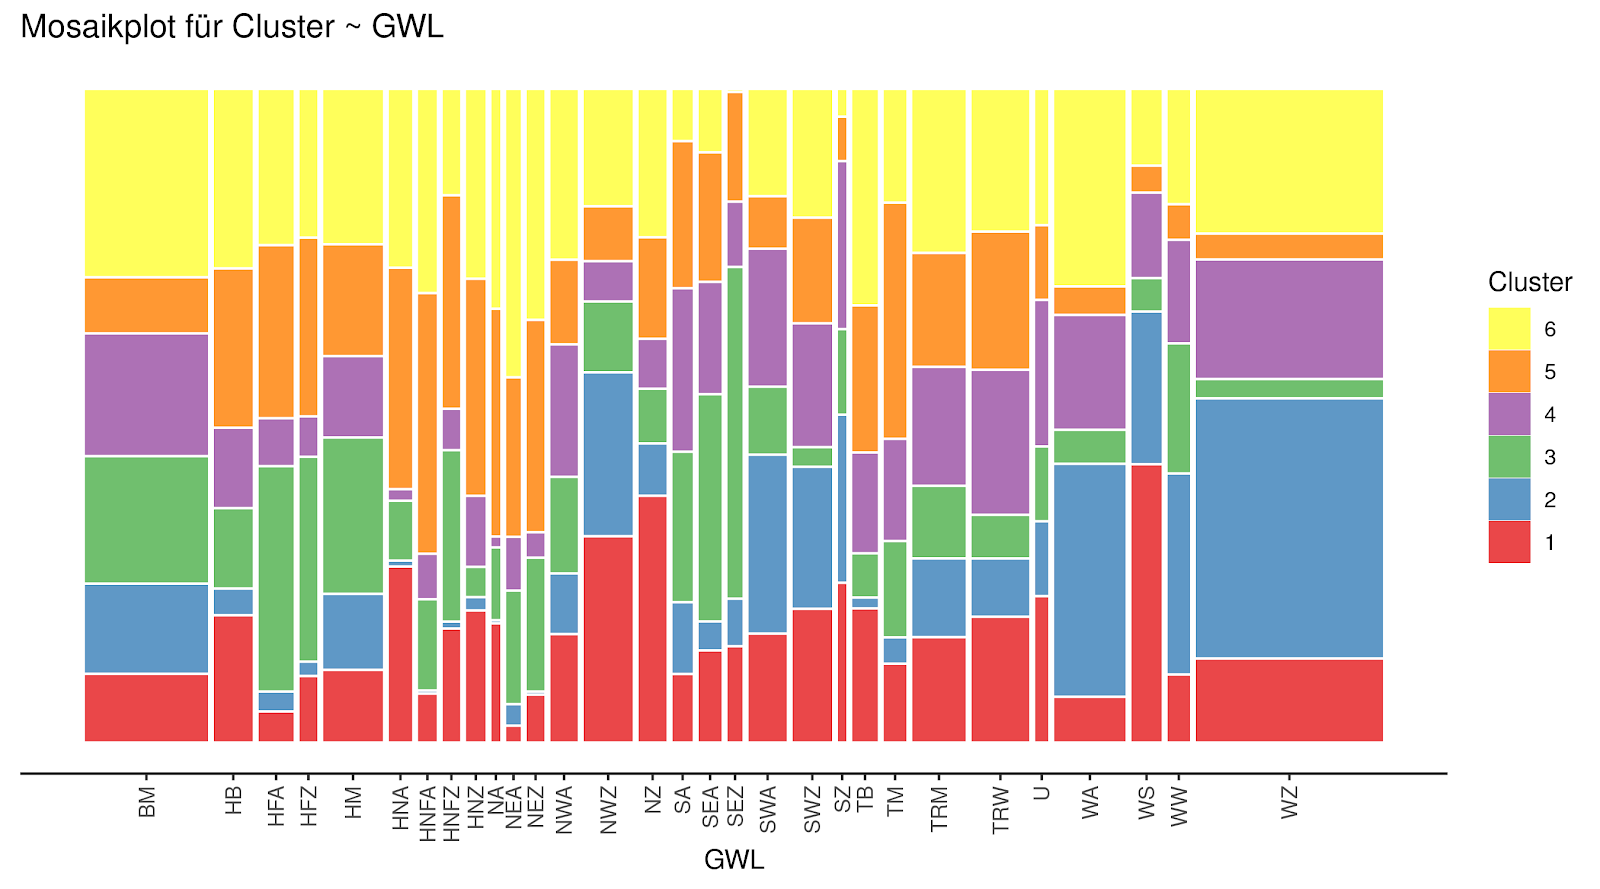 Mosaikplot für Cluster ~ GWL
Cluster
6
5
4
3
2
1
BM HB HFA HFZ HM HNA HNFA HNFZ HNZ NA NEA NEZ NWA NWZ NZ SA SEA SEZ SWA SWZ SZ TB TM TRM TRW U WA WS WW WZ
GWL